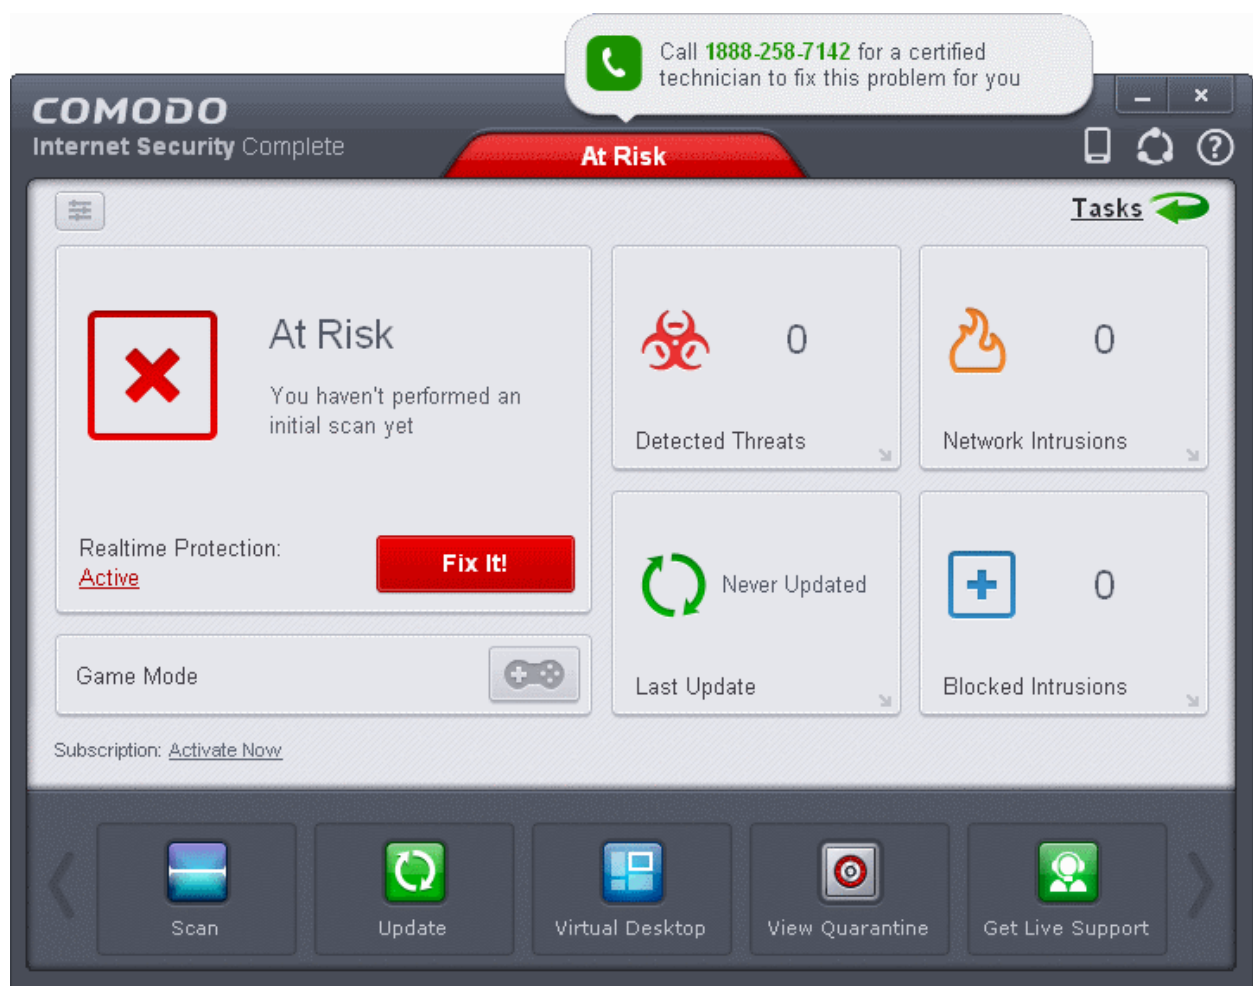 Call 1888-258-7142 for a certified
technician to fix this problem for you
COMODO
Internet Security Complete
At Risk
Tasks
At Risk
You haven't performed an
initial scan yet
Realtime Protection:
Active
Fix It!
0
Detected Threats
0
Network Intrusions
Never Updated
Last Update
0
Blocked Intrusions
Game Mode
Subscription: Activate Now
Scan
Update
Virtual Desktop
View Quarantine
Get Live Support